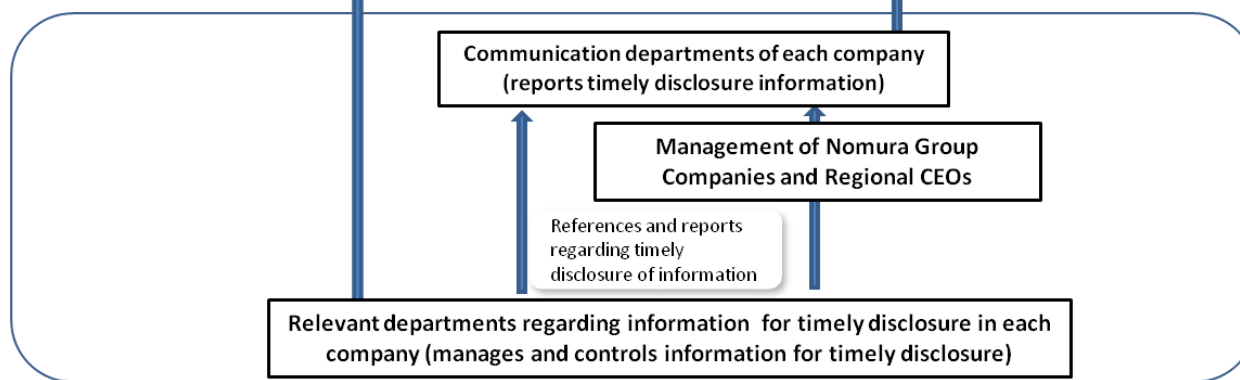 Communication departments of each company
(reports timely disclosure information)
Management of Nomura Group
Companies and Regional CEOs
References and reports
regarding timely
disclosure of information
Relevant departments regarding information for timely disclosure in each
company (manages and controls information for timely disclosure)